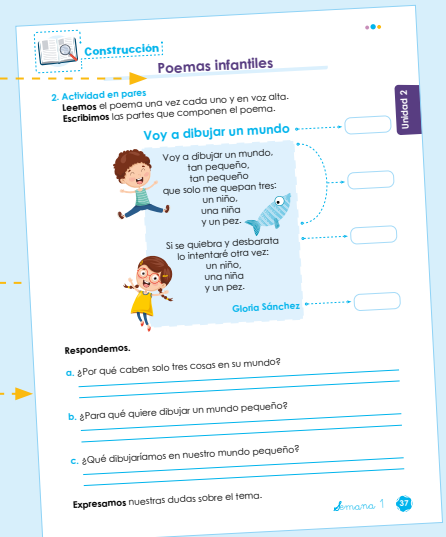 Construcción
Poemas infantiles
2. Actividad en pares
Leemos el poema una vez cada uno y en voz alta.
Escribimos las partes que componen el poema.
Unidad 2
Voy a dibujar un mundo
Voy a dibujar un mundo,
tan pequeño,
tan pequeño
que solo me quepan tres:
un niño,
una niña
y un pez.
Si se quiebra y desbarata
lo intentaré otra vez:
un niño,
una niña
y un pez.
Gloria Sánchez
Respondemos.
a. ¿Por qué caben solo tres cosas en su mundo?
b. ¿Para qué quiere dibujar un mundo pequeño?
c. ¿Qué dibujaríamos en nuestro mundo pequeño?
Expresamos nuestras dudas sobre el tema.
Semana 1
37